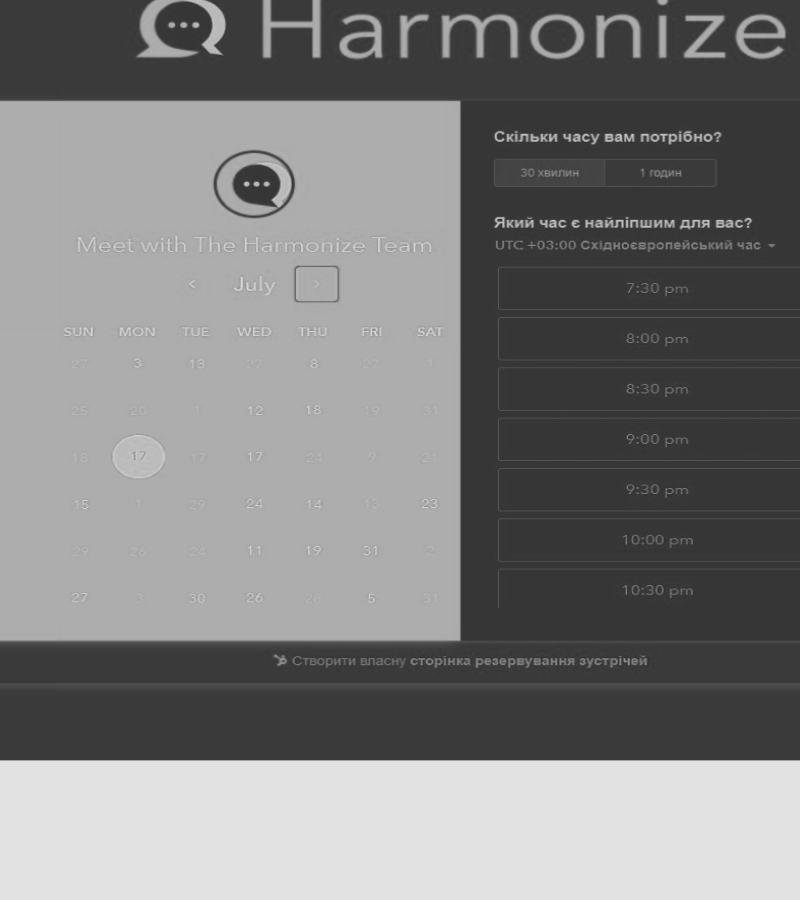 Harmonize
Meet with The Harmonize Team
< July >
SUN MON TUE WED THU FRI SAT
27 3 13 27 8 27 1
25 20 1 12 18 19 31
18 17 17 17 24 9 21
15 1 29 24 14 13 23
29 26 24 11 19 31 2
27 3 30 26 26 5 31
Скільки часу вам потрібно?
30 хвилин 1 годин
Який час є найліпшим для вас?
UTC +03:00 Східноєвропейський час
7:30 pm
8:00 pm
8:30 pm
9:00 pm
9:30 pm
10:00 pm
10:30 pm
Створити власну сторінка резервування зустрічей